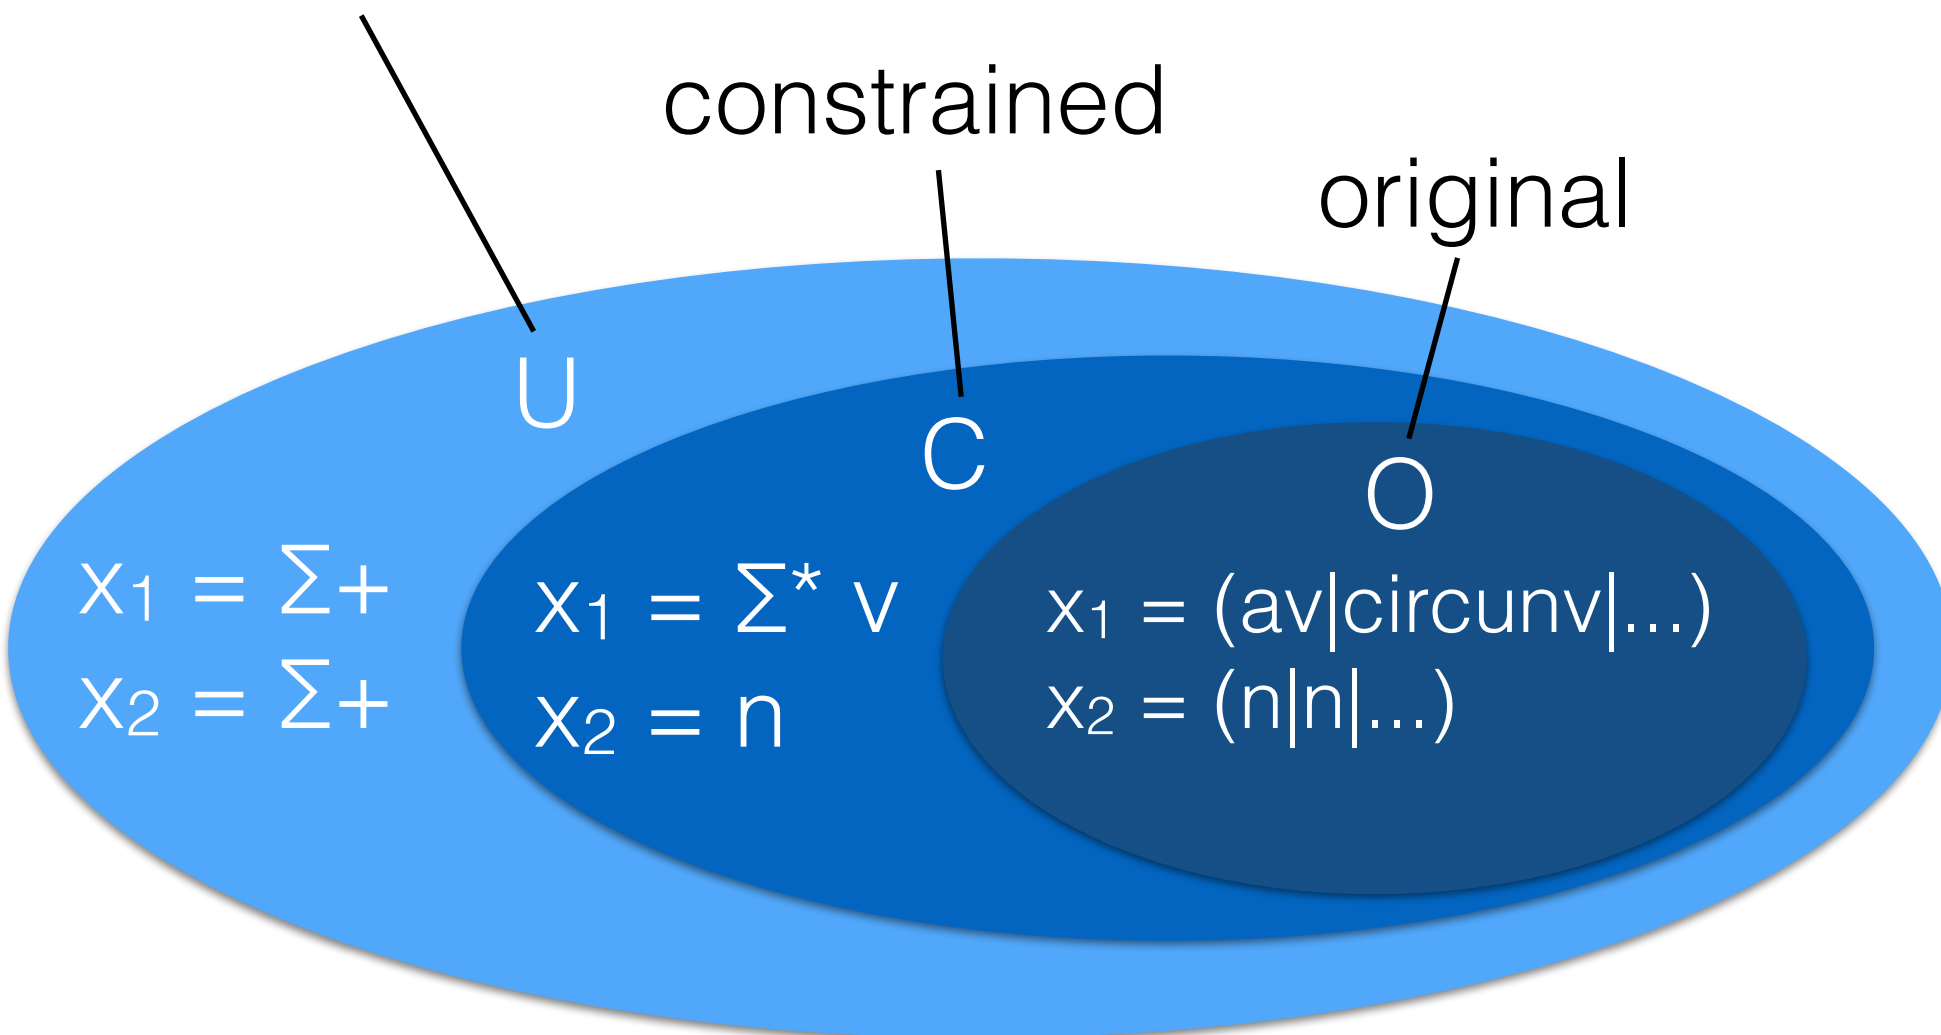 constrained
original
U
C
O
x₁ = Σ+
x₂ = Σ+
x₁ = Σ* v
x₂ = n
x₁ = (av|circunv|...)
x₂ = (n|n|...)